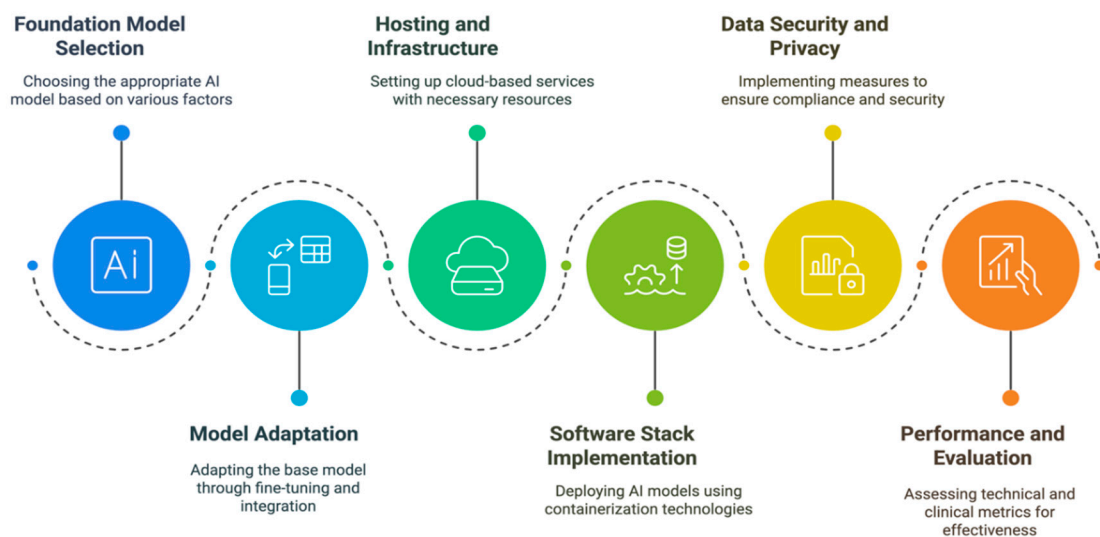 Foundation Model
Selection
Choosing the appropriate AI
model based on various factors
Hosting and
Infrastructure
Setting up cloud-based services
with necessary resources
Data Security and
Privacy
Implementing measures to
ensure compliance and security
Ai
Model Adaptation
Adapting the base model
through fine-tuning and
integration
Software Stack
Implementation
Deploying AI models using
containerization technologies
Performance and
Evaluation
Assessing technical and
clinical metrics for
effectiveness